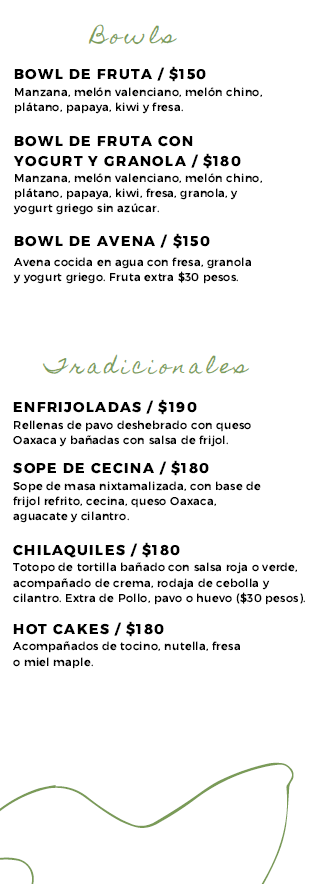 Bowls
BOWL DE FRUTA / $150
Manzana, melón valenciano, melón chino,
plátano, papaya, kiwi y fresa.
BOWL DE FRUTA CON
YOGURT Y GRANOLA / $180
Manzana, melón valenciano, melón chino,
plátano, papaya, kiwi, fresa, granola, y
yogurt griego sin azúcar.
BOWL DE AVENA / $150
Avena cocida en agua con fresa, granola
y yogurt griego. Fruta extra $30 pesos.
Tradicionales
ENFRIJOLADAS / $190
Rellenas de pavo deshebrado con queso
Oaxaca y bañadas con salsa de frijol.
SOPE DE CECINA / $180
Sope de masa nixtamalizada, con base de
frijol refrito, cecina, queso Oaxaca,
aguacate y cilantro.
CHILAQUILES / $180
Totopo de tortilla bañado con salsa roja o verde,
acompañado de crema, rodaja de cebolla y
cilantro. Extra de Pollo, pavo o huevo ($30 pesos).
HOT CAKES / $180
Acompañados de tocino, nutella, fresa
o miel maple.